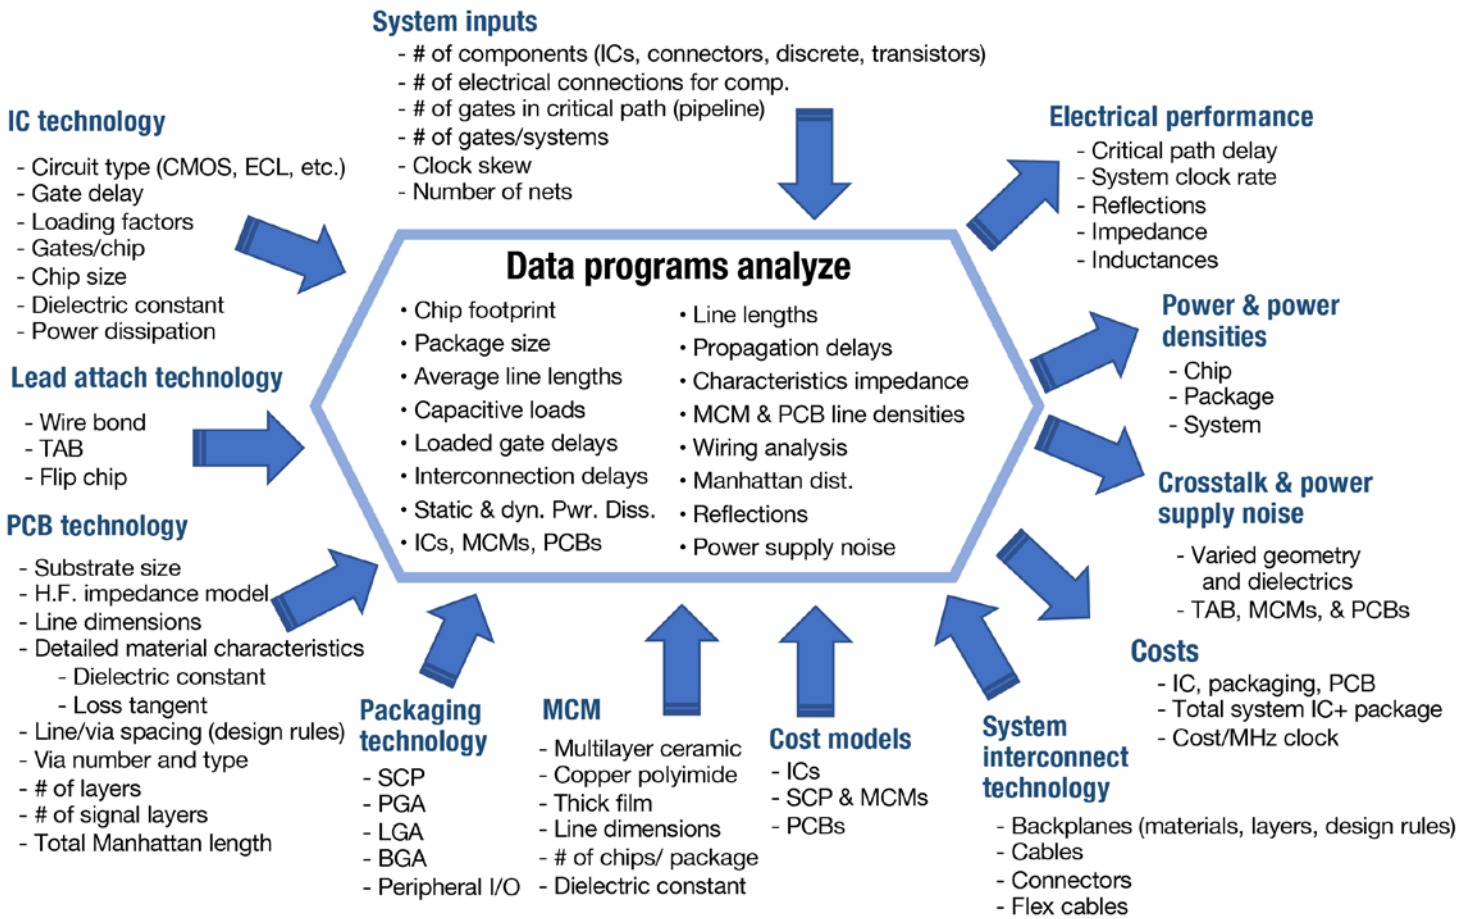 System inputs
- # of components (ICs, connectors, discrete, transistors)
- # of electrical connections for comp.
- # of gates in critical path (pipeline)
- # of gates/systems
- Clock skew
- Number of nets
IC technology
- Circuit type (CMOS, ECL, etc.)
- Gate delay
- Loading factors
- Gates/chip
- Chip size
- Dielectric constant
- Power dissipation
Lead attach technology
- Wire bond
- TAB
- Flip chip
PCB technology
- Substrate size
- H.F. impedance model
- Line dimensions
- Detailed material characteristics
- Dielectric constant
- Loss tangent
- Line/via spacing (design rules)
- Via number and type
- # of layers
- # of signal layers
- Total Manhattan length
Data programs analyze
• Chip footprint
• Package size
• Average line lengths
• Capacitive loads
• Loaded gate delays
• Interconnection delays
• Static & dyn. Pwr. Diss.
• ICs, MCMs, PCBs
• Line lengths
• Propagation delays
• Characteristics impedance
• MCM & PCB line densities
• Wiring analysis
• Manhattan dist.
• Reflections
• Power supply noise
Electrical performance
- Critical path delay
- System clock rate
- Reflections
- Impedance
- Inductances
Power & power
densities
- Chip
- Package
- System
Crosstalk & power
supply noise
- Varied geometry
and dielectrics
- TAB, MCMs, & PCBs
Costs
- IC, packaging, PCB
- Total system IC+ package
- Cost/MHz clock
Packaging
technology
- SCP
- PGA
- LGA
- BGA
- Peripheral I/O
MCM
- Multilayer ceramic
- Copper polyimide
- Thick film
- Line dimensions
- # of chips/ package
- Dielectric constant
Cost models
- ICs
- SCP & MCMs
- PCBs
System
interconnect
technology
- Backplanes (materials, layers, design rules)
- Cables
- Connectors
- Flex cables